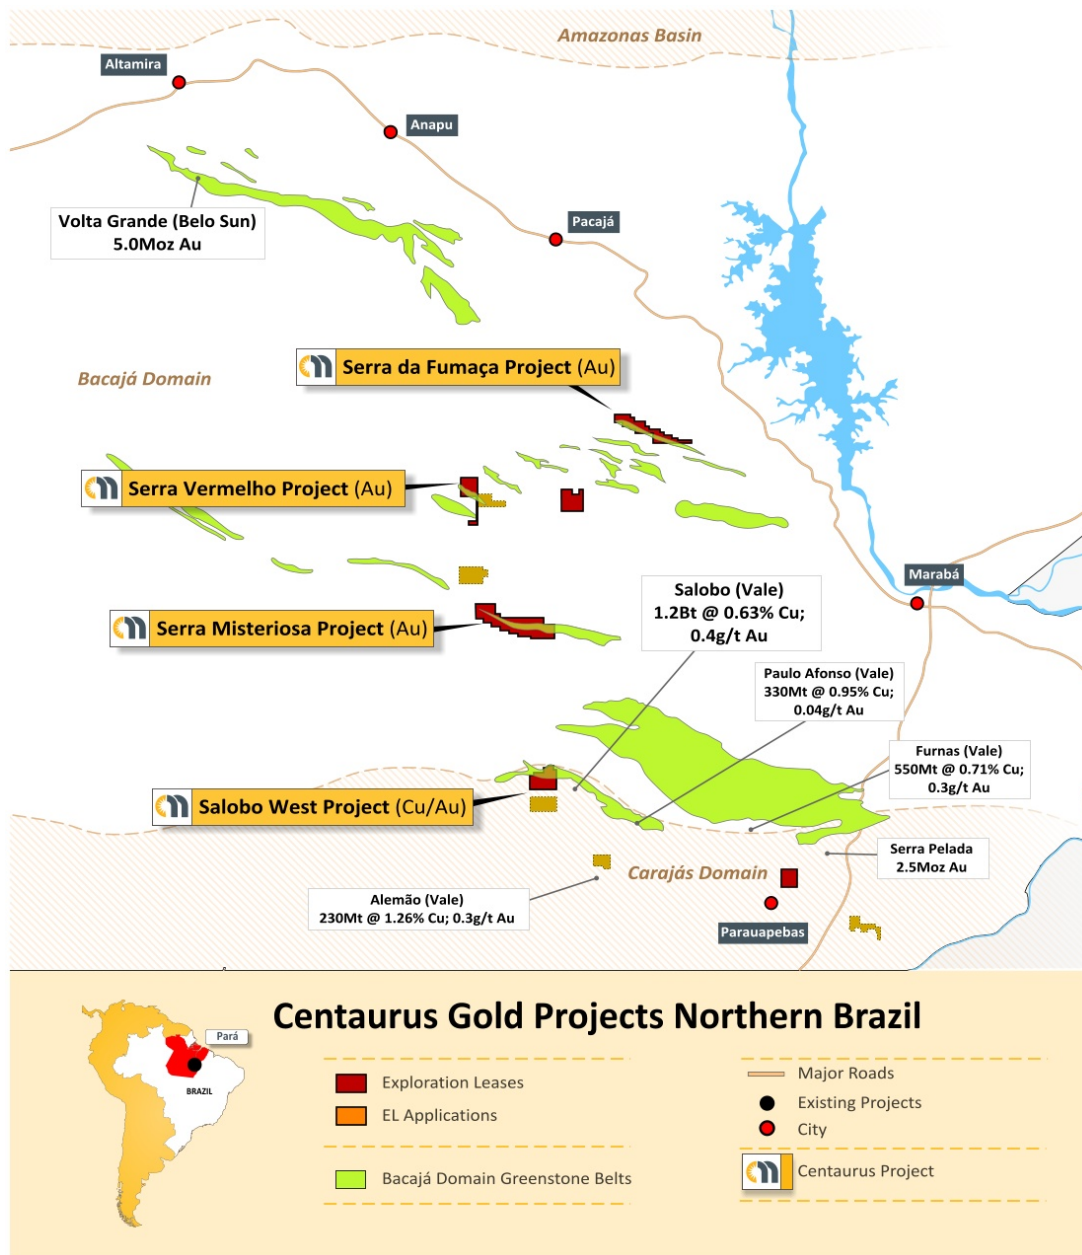 Amazonas Basin
Altamira
Anapu
Volta Grande (Belo Sun)
5.0Moz Au
Pacajá
Serra da Fumaça Project (Au)
Bacajá Domain
Serra Vermelho Project (Au)
Marabá
Salobo (Vale)
1.2Bt @ 0.63% Cu;
0.4g/t Au
Serra Misteriosa Project (Au)
Paulo Afonso (Vale)
330Mt @ 0.95% Cu;
0.04g/t Au
Furnas (Vale)
550Mt @ 0.71% Cu;
0.3g/t Au
Salobo West Project (Cu/Au)
Serra Pelada
2.5Moz Au
Carajás Domain
Alemão (Vale)
230Mt @ 1.26% Cu; 0.3g/t Au
Parauapebas
Centaurus Gold Projects Northern Brazil
Pará
BRAZIL
Exploration Leases
EL Applications
Bacajá Domain Greenstone Belts
Major Roads
Existing Projects
City
Centaurus Project